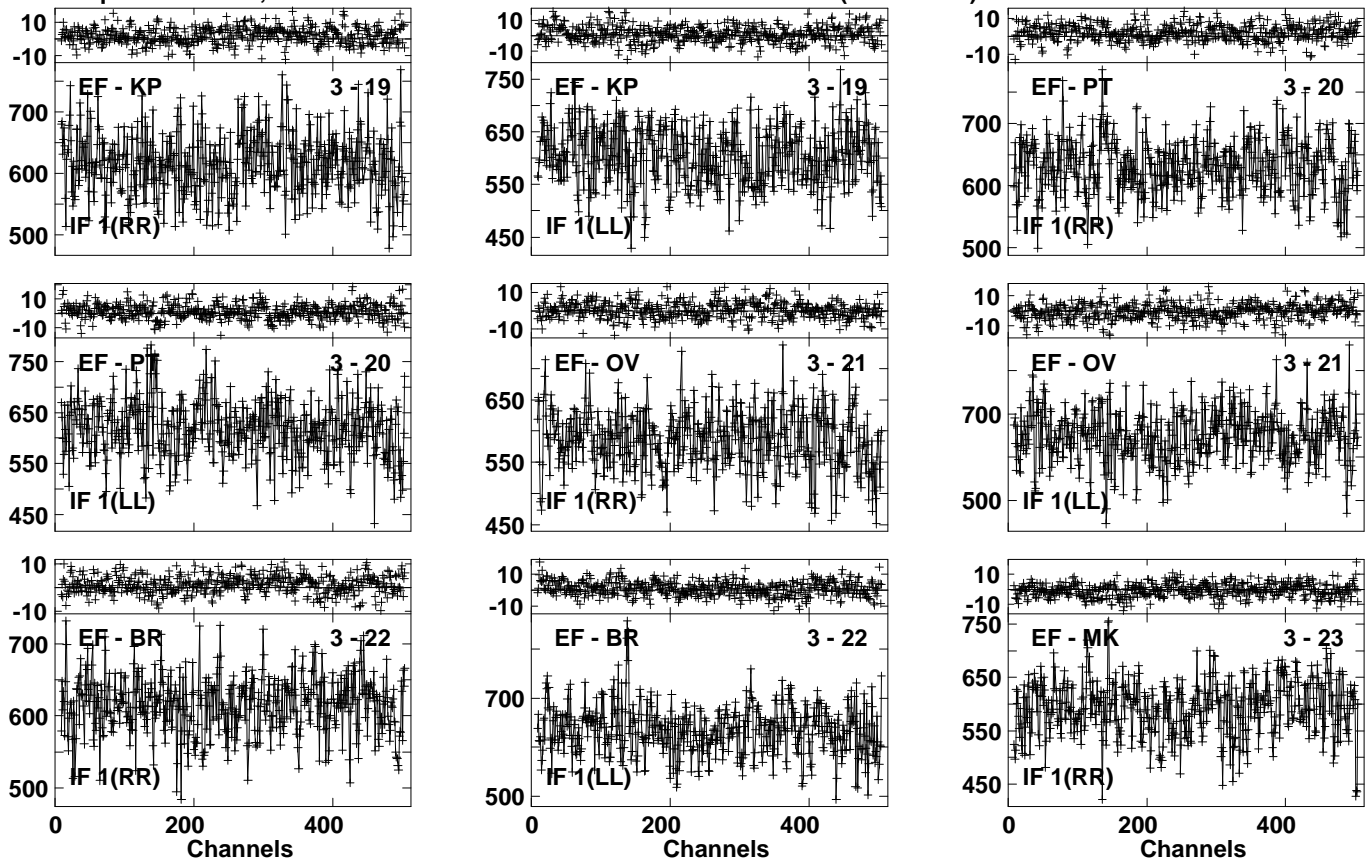 10 10 10
-10 -10 -10
EF - KP 3 - 19 EF - KP 3 - 19 EF - PT 3 - 20
700 650 700
600 550 600
500 450 500
IF 1(RR) IF 1(LL) IF 1(RR)
10 10 10
-10 -10 -10
EF - PT 3 - 20 EF - OV 3 - 21 EF - OV 3 - 21
750 650 700
650 550 500
550 450
450
IF 1(LL) IF 1(RR) IF 1(LL)
10 10 10
-10 -10 -10
EF - BR 3 - 22 EF - BR 3 - 22 EF - MK 3 - 23
700 700 750
600 500 650
500 550
450
IF 1(RR) IF 1(LL) IF 1(RR)
0 200 400 0 200 400 0 200 400
Channels Channels Channels